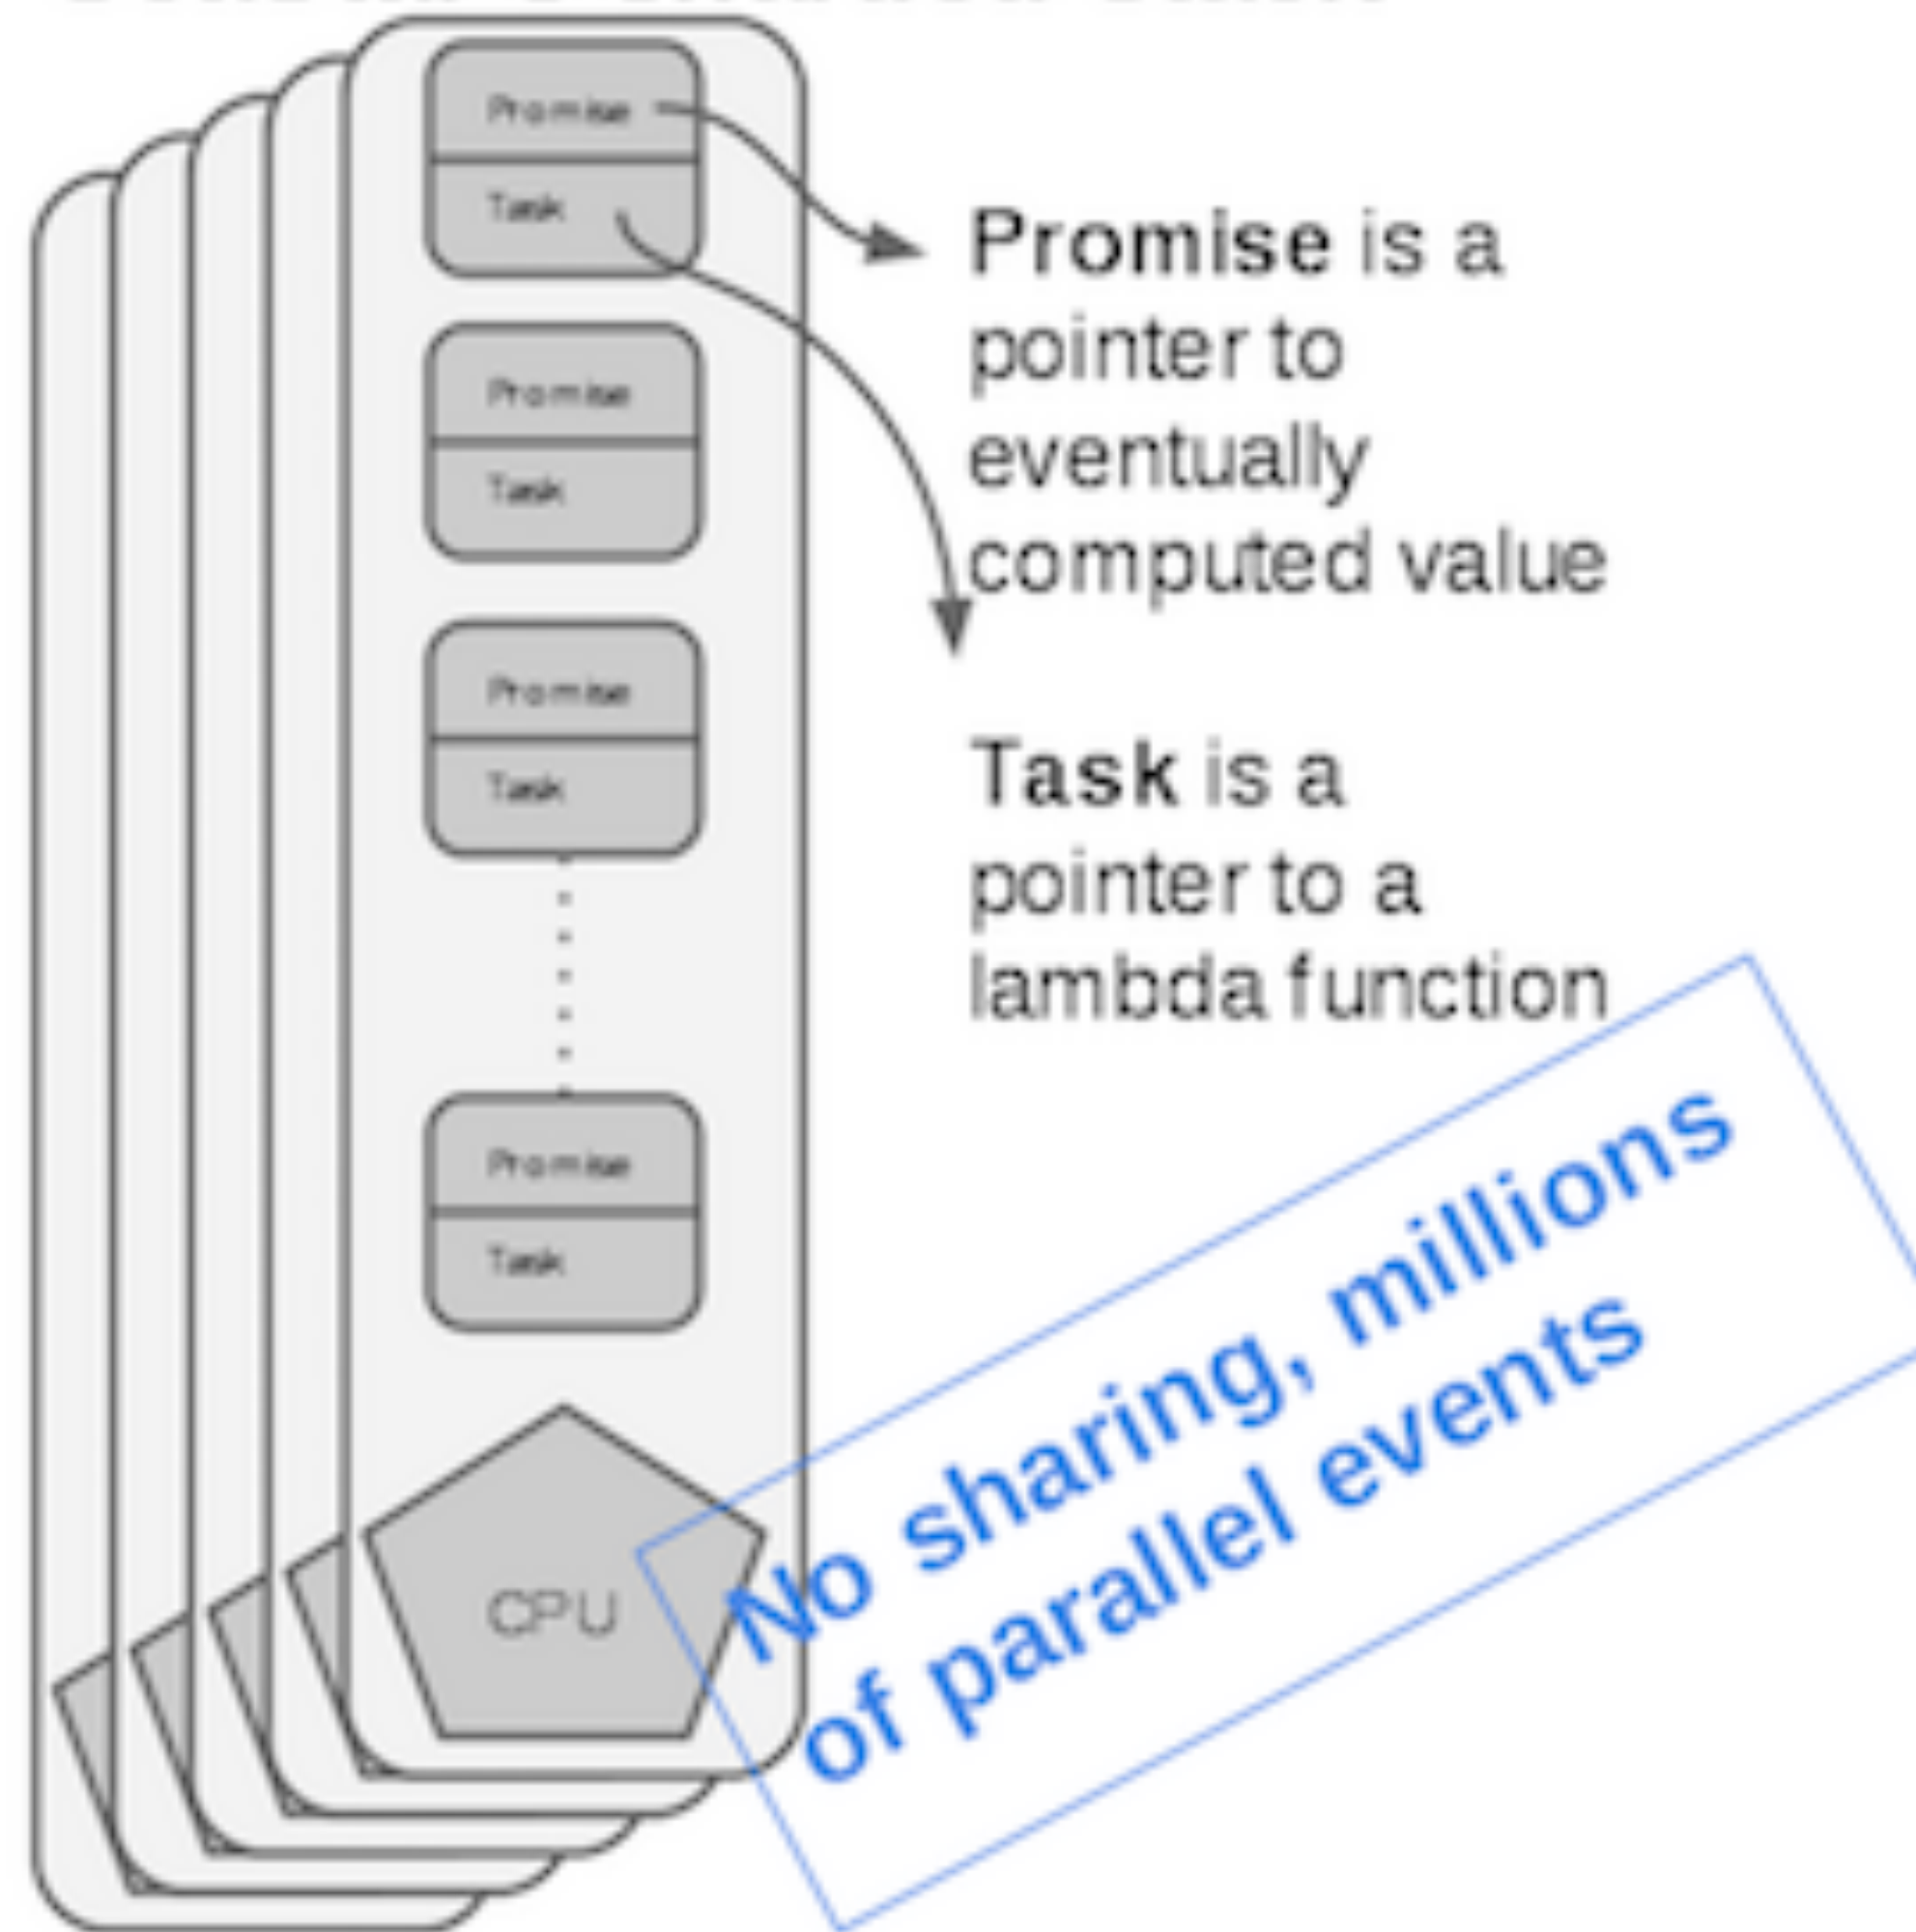 Promise
Task
Promise
Task
Promise
Task
Promise
Task
CPU
Promise is a
pointer to
eventually
computed value
Task is a
pointer to a
lambda function
No sharing, millions
of parallel events